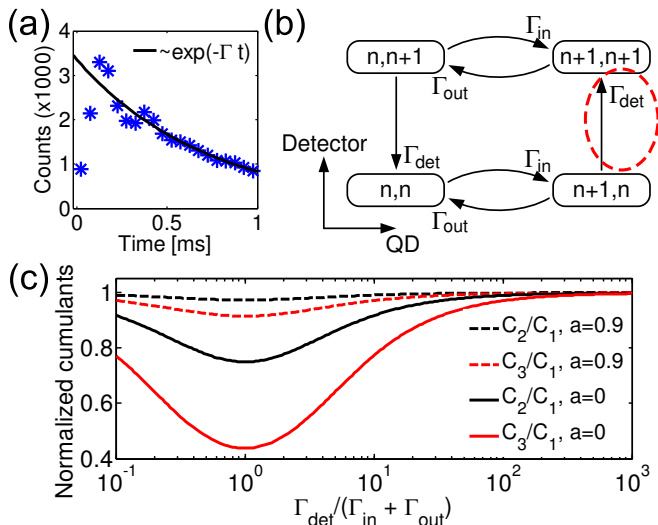 (a)
4
3
2
1
0
Counts (x1000)
0
0.5
1
Time [ms]
~exp(-Γ t)
(b)
n,n+1
Γin
n+1,n+1
Γout
Γdet
Detector
Γdet
n,n
Γin
n+1,n
Γout
QD
(c)
Normalized cumulants
1
0.8
0.6
0.4
C2/C1, a=0.9
C3/C1, a=0.9
C2/C1, a=0
C3/C1, a=0
10-1
100
101
102
103
Γdet/(Γin + Γout)